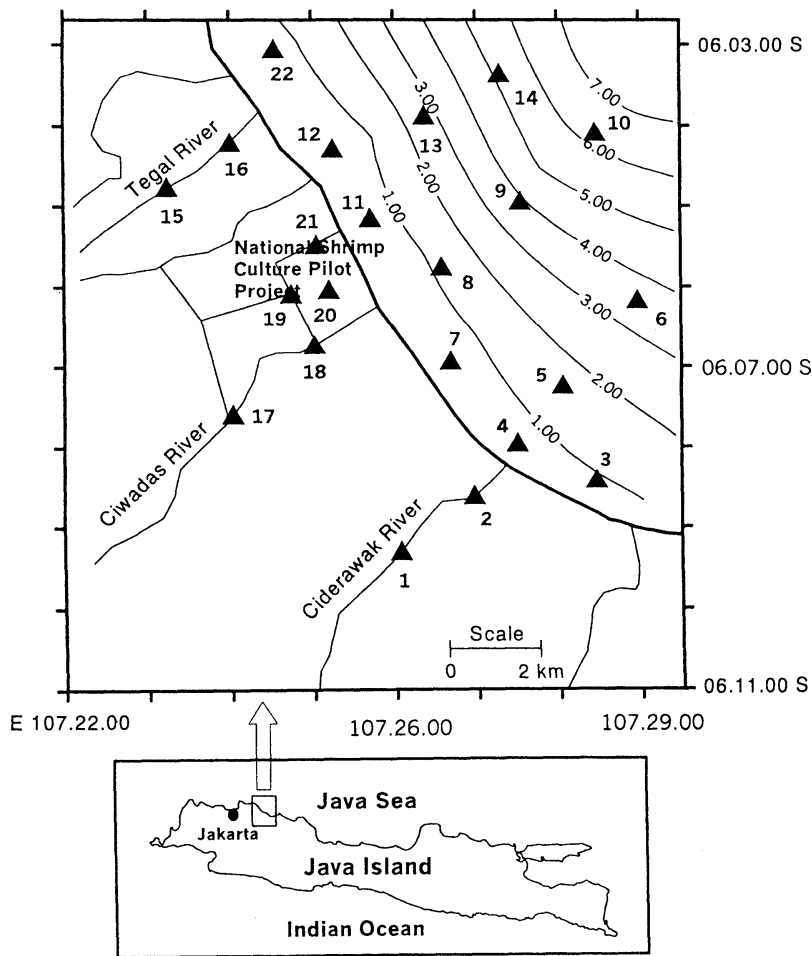 06.03.00 S
22
14
7.00
3.00
10
13
12
6.00
Tegal River
16
2.00
5.00
9
15
11
1.00
21
4.00
National Shrimp
Culture Pilot
Project
8
3.00
6
19
20
7
06.07.00 S
18
5
2.00
17
4
1.00
3
Ciwadas River
2
Ciderawak River
1
Scale
0 2 km
06.11.00 S
E 107.22.00
107.26.00
107.29.00
Java Sea
Jakarta
Java Island
Indian Ocean